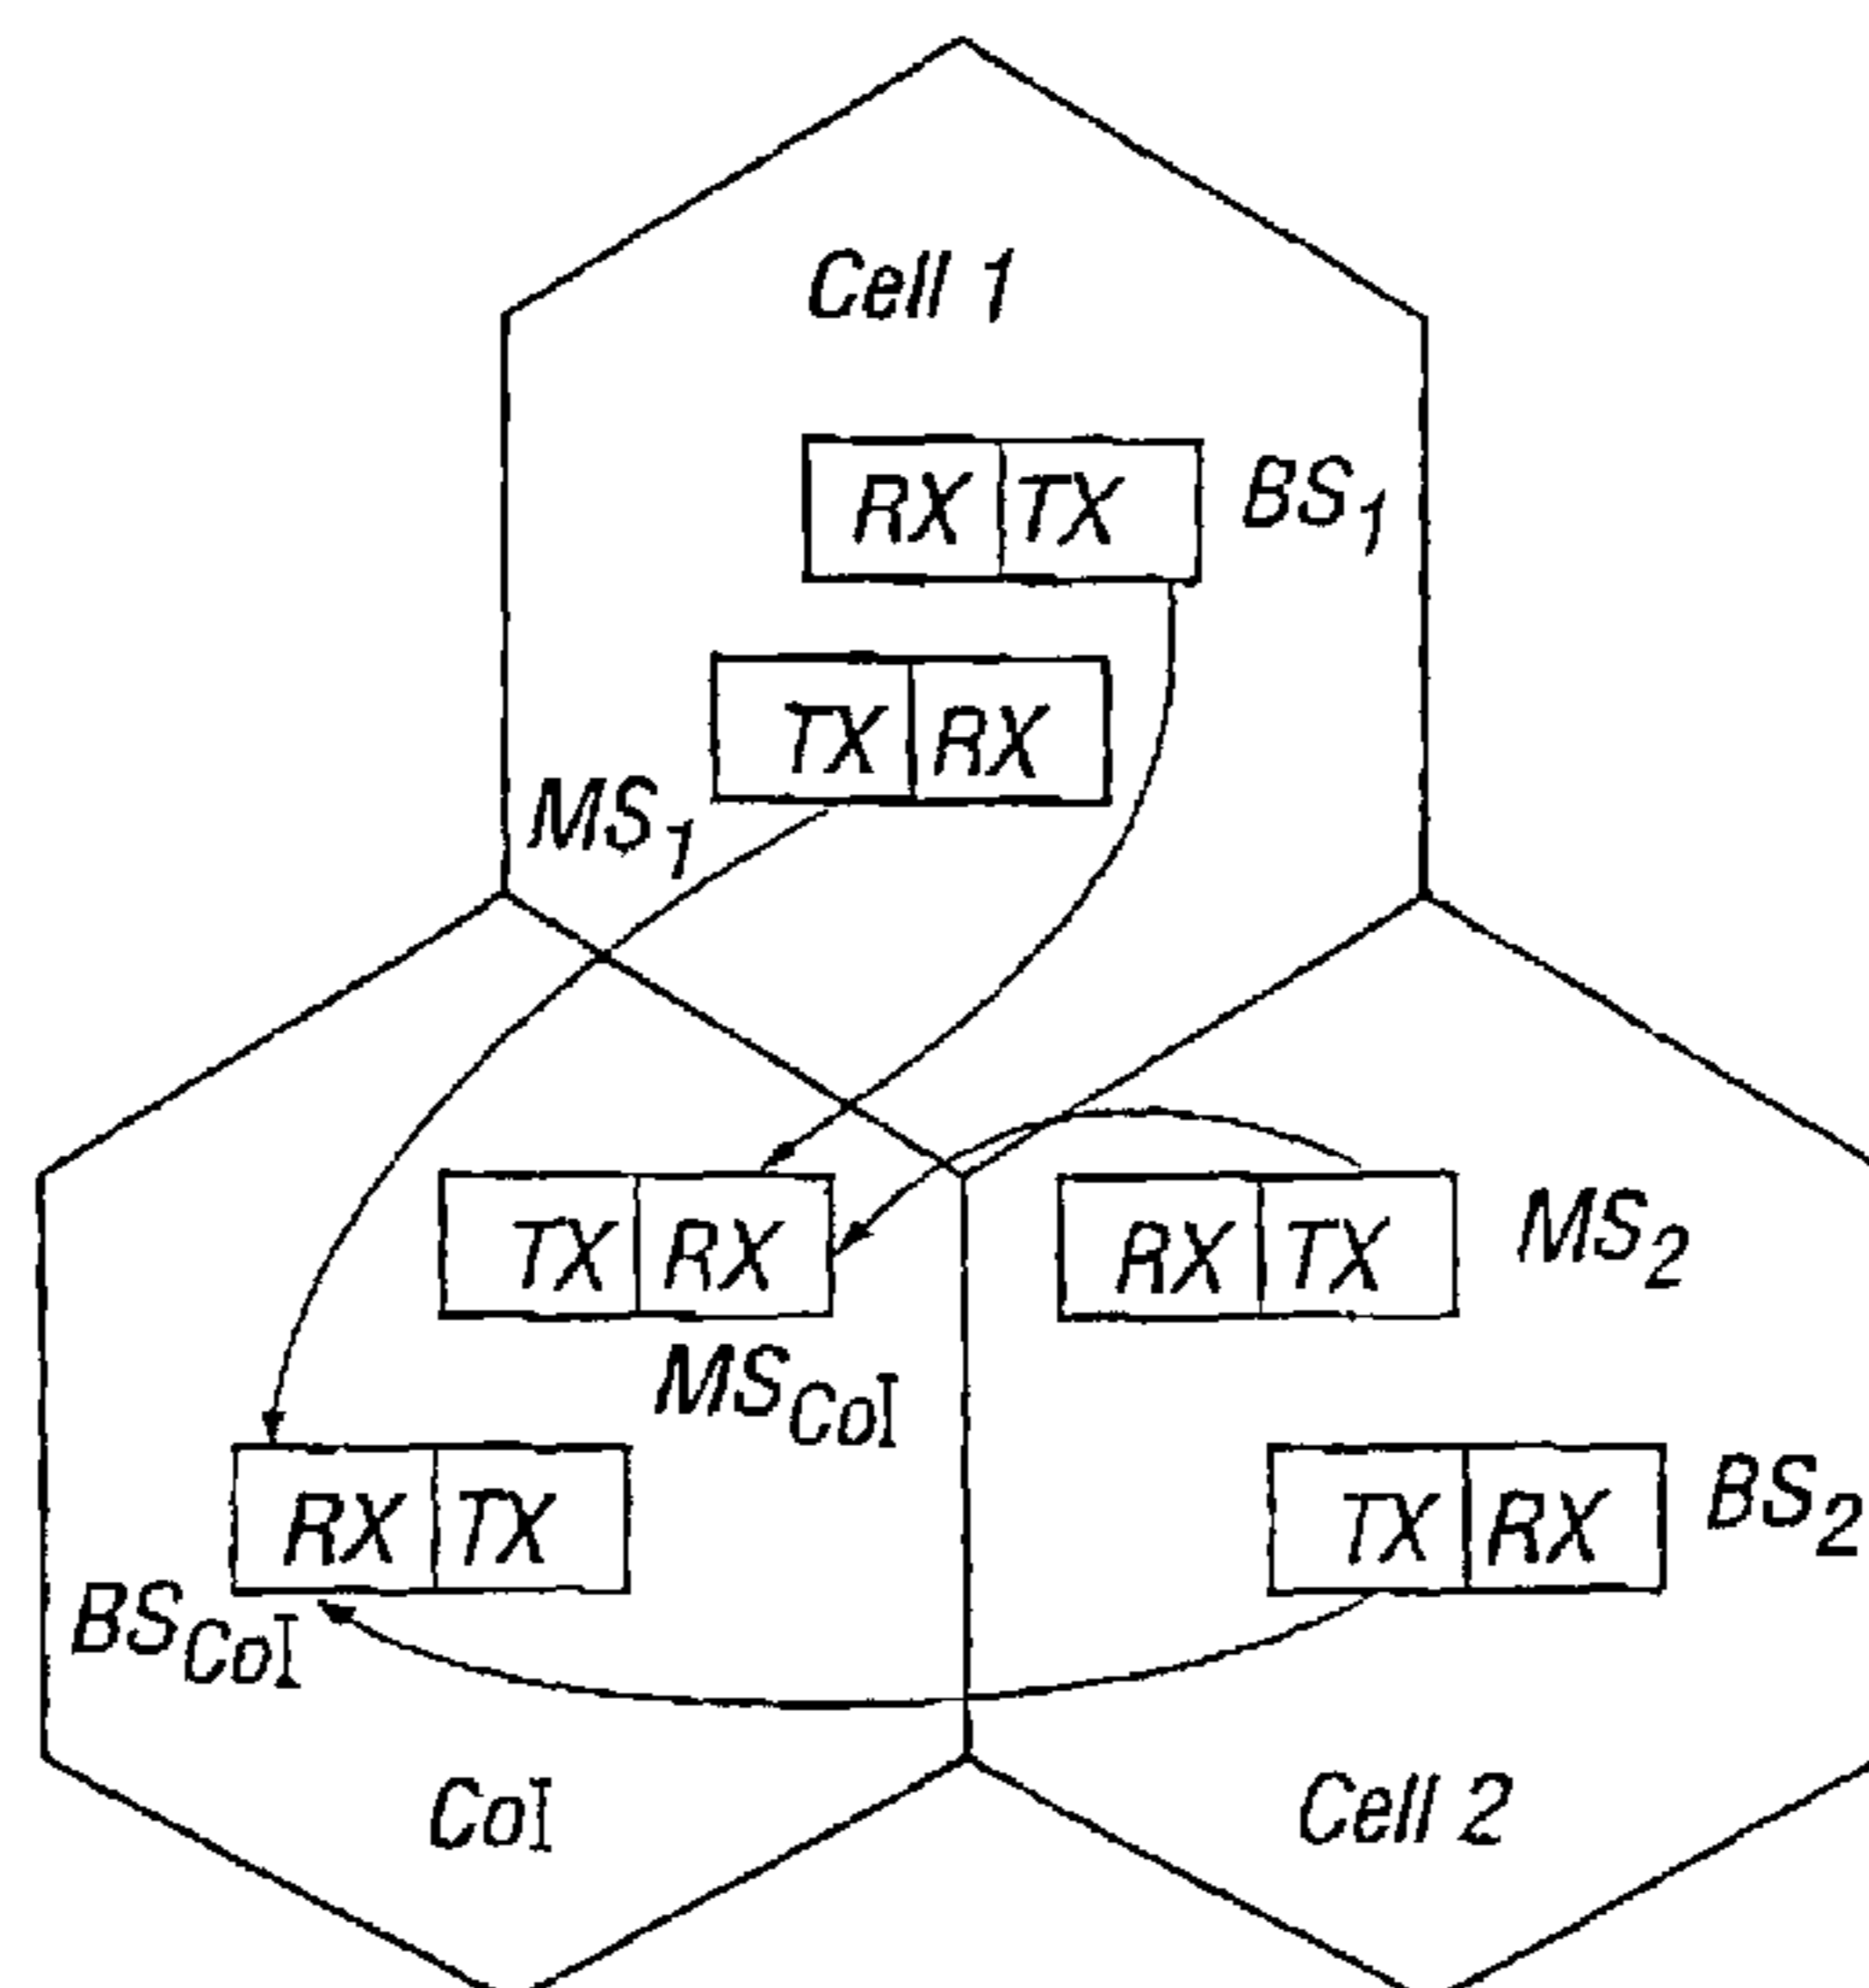 Cell 1
RX TX BS1
TX RX
MS1
TX RX RX TX MS2
MSCoI
RX TX TX RX BS2
BSCoI
CoI Cell 2